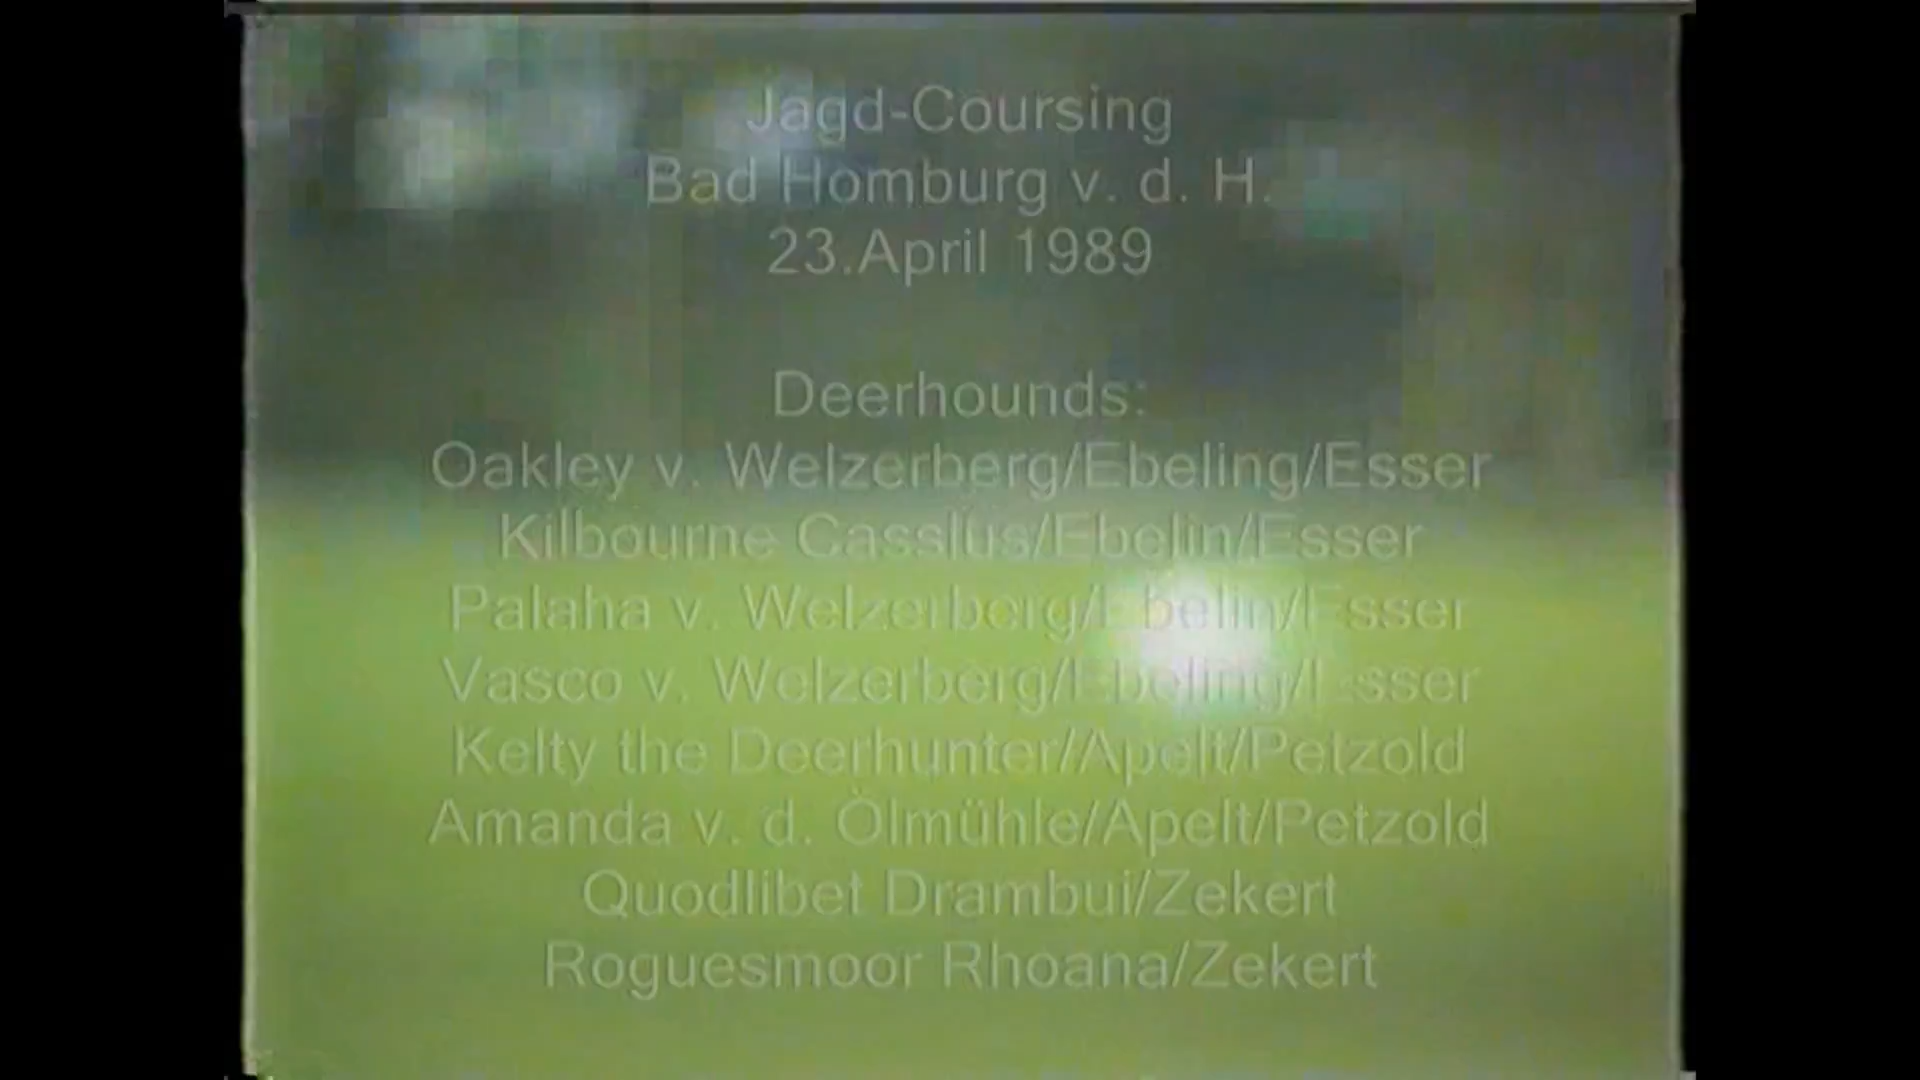 Jagd-Coursing
Bad Homburg v. d. H.
23.April 1989
Deerhounds:
Oakley v. Welzerberg/Ebeling/Esser
Kilbourne Cassilus/Ebelin/Esser
Palaha v. Welzerberg/Ebelin/Esser
Vasco v. Welzerberg/Ebeling/Esser
Kelty the Deerhunter/Apelt/Petzold
Amanda v. d. Ölmühle/Apelt/Petzold
Quodlibet Drambui/Zekert
Roguesmoor Rhoana/Zekert